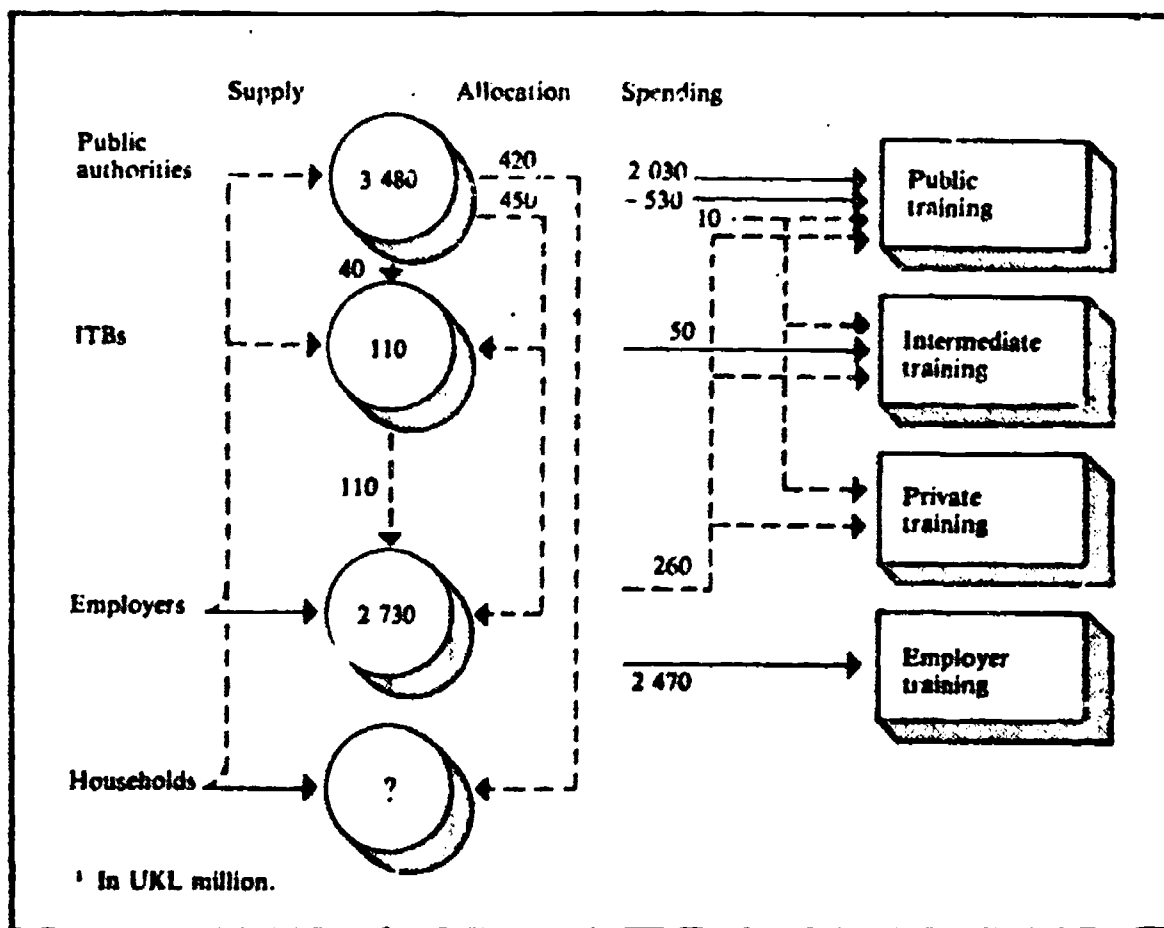 Supply Allocation Spending
Public
authorities
3 480
420
450
2 030
- 530
10
Public
training
40
ITBs
110
50
Intermediate
training
110
Private
training
260
Employers
2 730
2 470
Employer
training
Households
?
¹ In UKL million.